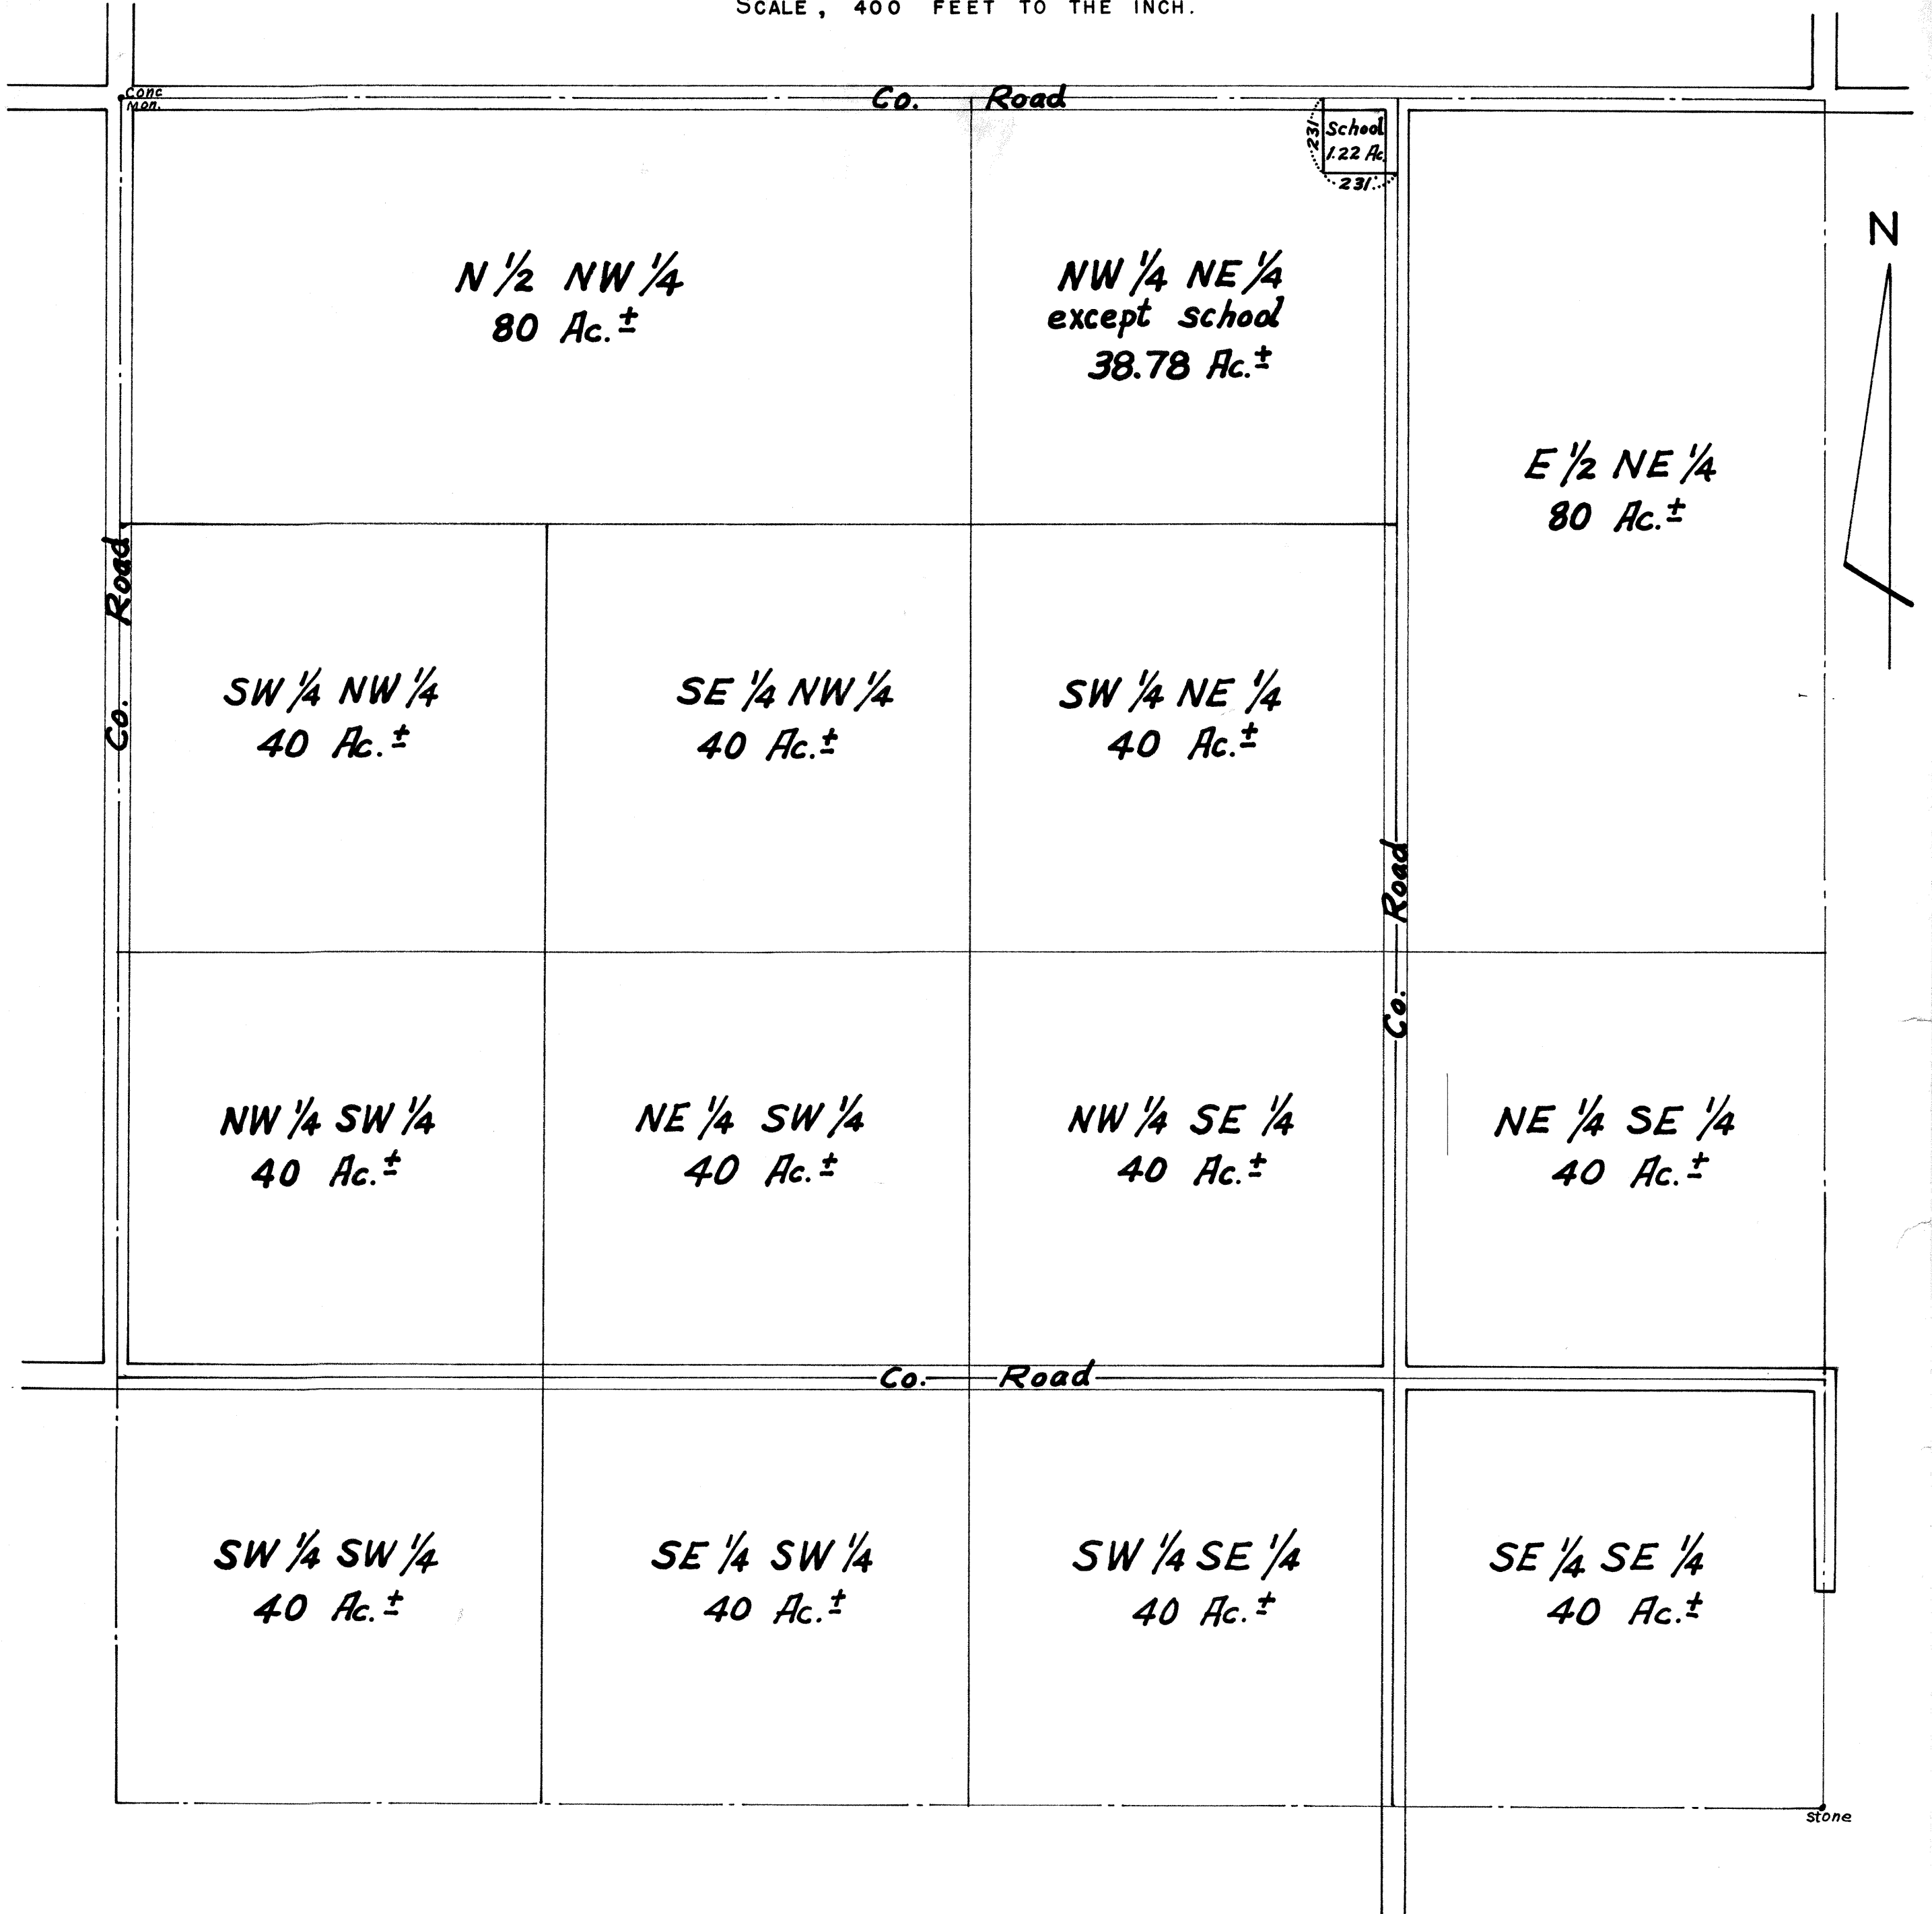 SCALE, 400 FEET TO THE INCH.
Conc
Mon.
Co. Road
231
School
1.22 Ac.
231
N
N 1/2 NW 1/4
80 Ac.±
NW 1/4 NE 1/4
except school
38.78 Ac.±
E 1/2 NE 1/4
80 Ac.±
Co. Road
SW 1/4 NW 1/4
40 Ac.±
SE 1/4 NW 1/4
40 Ac.±
SW 1/4 NE 1/4
40 Ac.±
Co. Road
NW 1/4 SW 1/4
40 Ac.±
NE 1/4 SW 1/4
40 Ac.±
NW 1/4 SE 1/4
40 Ac.±
NE 1/4 SE 1/4
40 Ac.±
Co. Road
SW 1/4 SW 1/4
40 Ac.±
SE 1/4 SW 1/4
40 Ac.±
SW 1/4 SE 1/4
40 Ac.±
SE 1/4 SE 1/4
40 Ac.±
stone